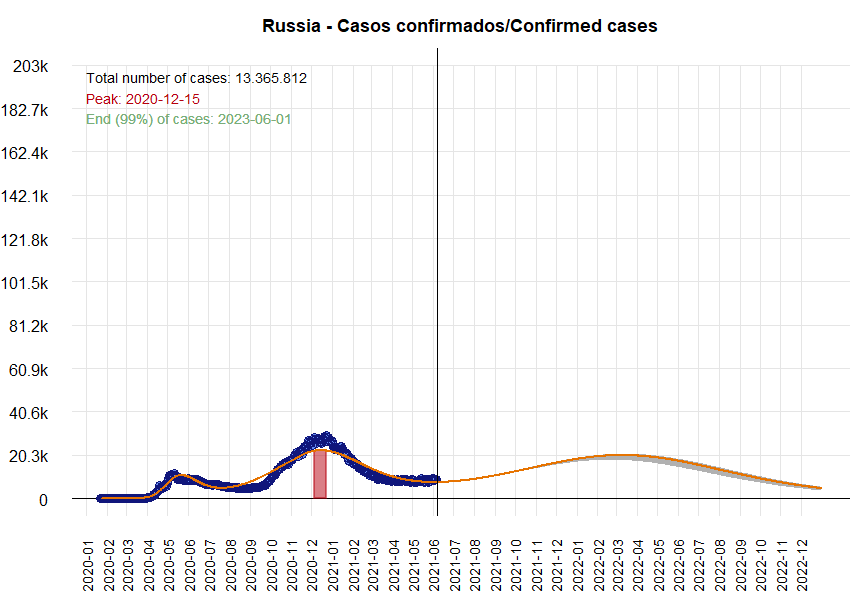 Russia - Casos confirmados/Confirmed cases
203k
182.7k
162.4k
142.1k
121.8k
101.5k
81.2k
60.9k
40.6k
20.3k
0
Total number of cases: 13.365.812
Peak: 2020-12-15
End (99%) of cases: 2023-06-01
2020-01
2020-02
2020-03
2020-04
2020-05
2020-06
2020-07
2020-08
2020-09
2020-10
2020-11
2020-12
2021-01
2021-02
2021-03
2021-04
2021-05
2021-06
2021-07
2021-08
2021-09
2021-10
2021-11
2021-12
2022-01
2022-02
2022-03
2022-04
2022-05
2022-06
2022-07
2022-08
2022-09
2022-10
2022-11
2022-12